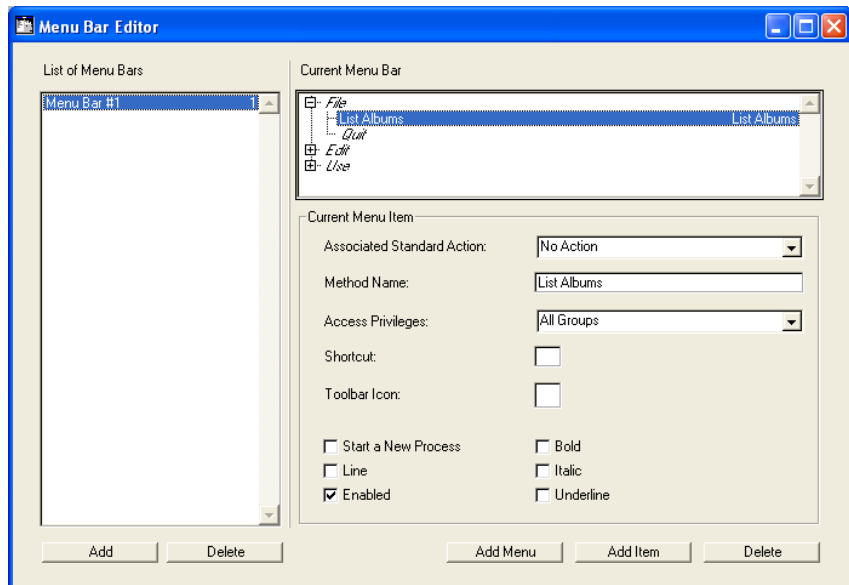 Menu Bar Editor
List of Menu Bars
Current Menu Bar
Menu Bar #1 1
File
List Albums List Albums
Quit
Edit
Use
Current Menu Item
Associated Standard Action: No Action
Method Name: List Albums
Access Privileges: All Groups
Shortcut:
Toolbar Icon:
Start a New Process Bold
Line Italic
Enabled Underline
Add Delete Add Menu Add Item Delete